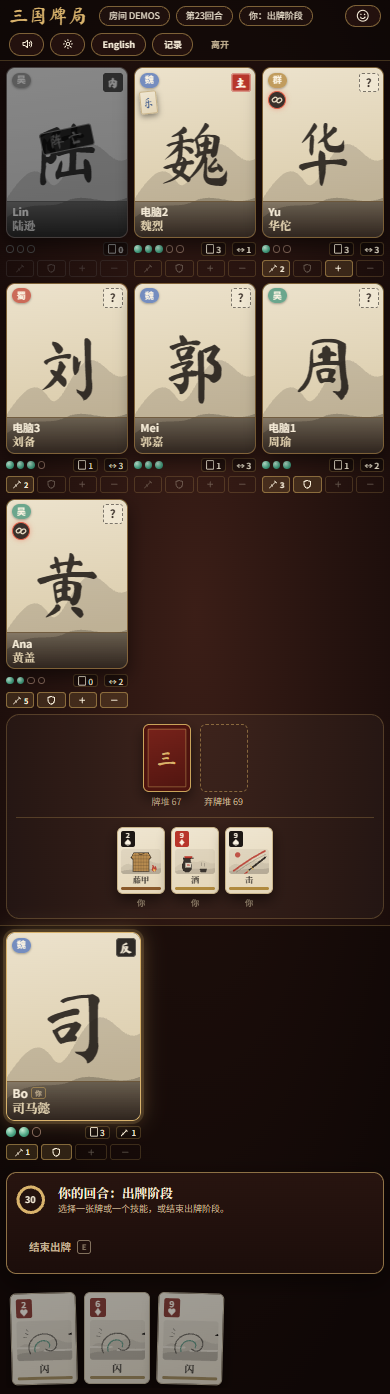 三国牌局
房间 DEMOS
第23回合
你：出牌阶段
English
记录
离开
吴
内
陆
阵亡
Lin
陆逊
0
魏
乐
主
魏
电脑2
魏烈
3
1
群
?
华
Yu
华佗
3
3
2
蜀
?
刘
电脑3
刘备
1
3
2
魏
?
郭
Mei
郭嘉
1
3
吴
?
周
电脑1
周瑜
1
2
3
吴
?
黄
Ana
黄盖
0
2
5
三
牌堆 67
弃牌堆 69
2
藤甲
你
9
酒
你
9
击
你
魏
反
司
Bo 你
司马懿
3
1
1
30
你的回合：出牌阶段
选择一张牌或一个技能，或结束出牌阶段。
结束出牌 E
2
闪
6
闪
9
闪